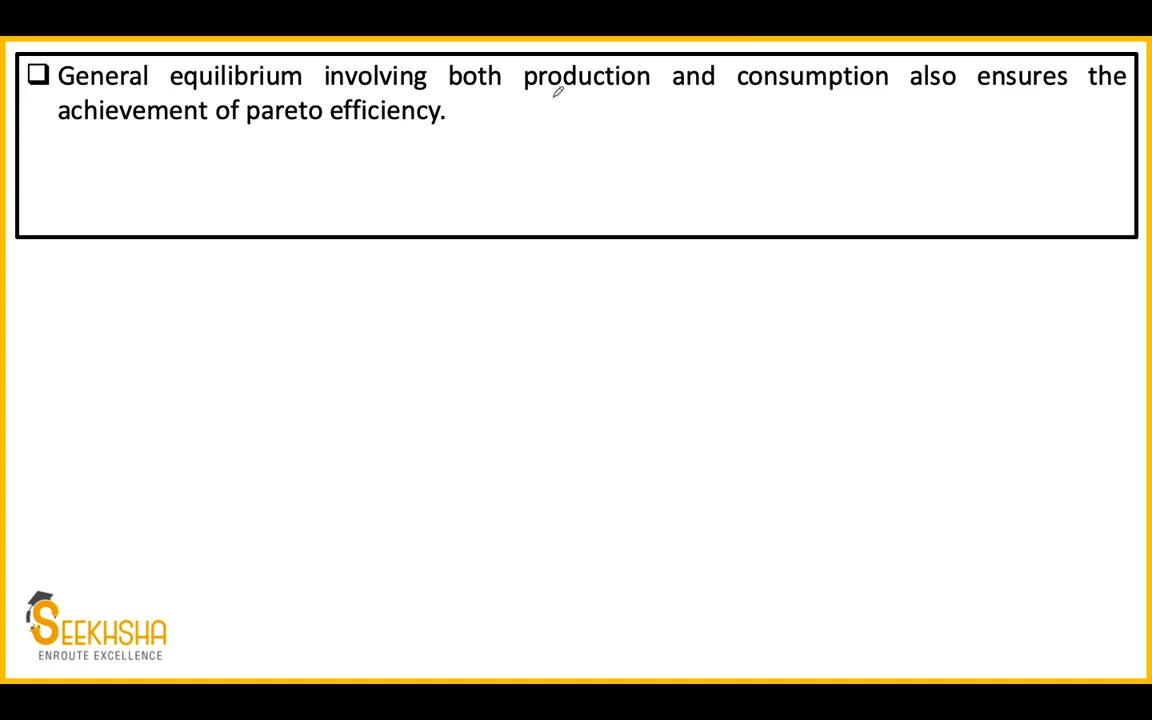 General equilibrium involving both production and consumption also ensures the
achievement of pareto efficiency.
SEEKHSHA
ENROUTE EXCELLENCE